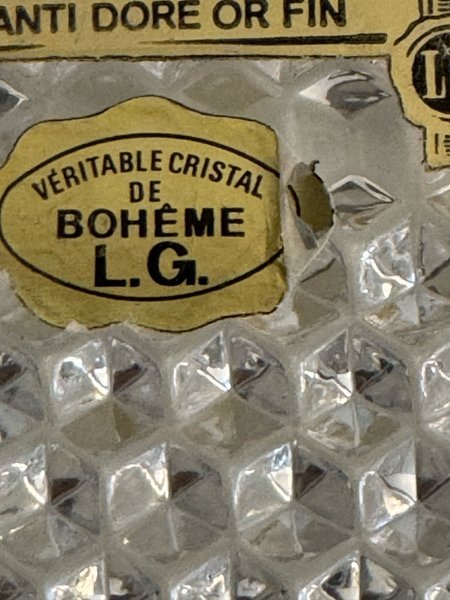 ANTI DORE OR FIN
VÉRITABLE CRISTAL
DE
BOHÊME
L.G.
L